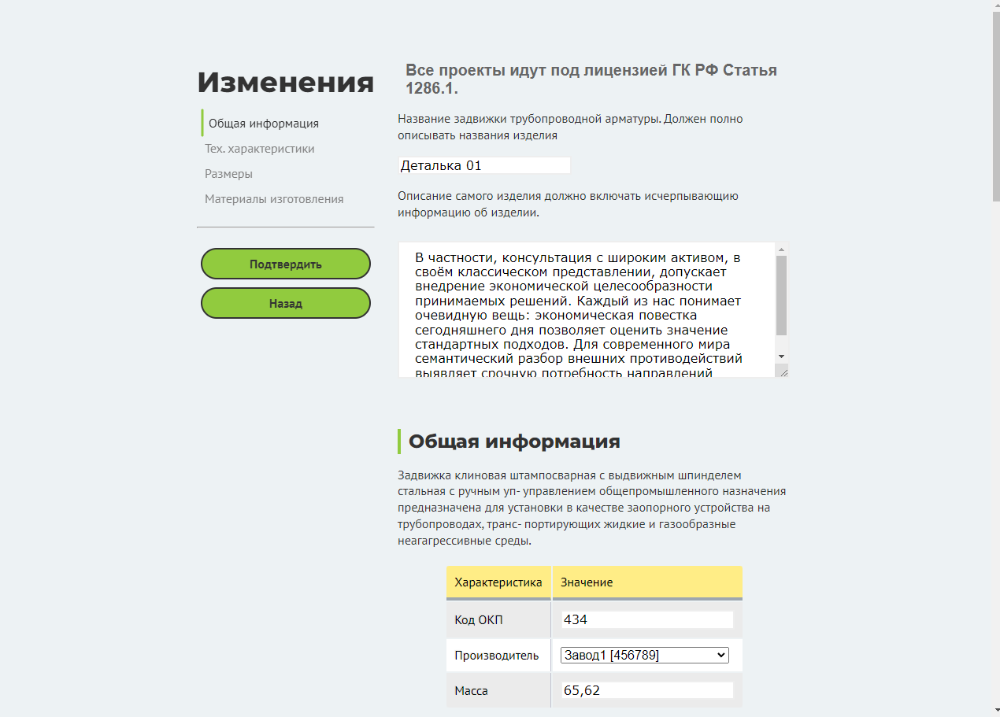 Изменения
Общая информация
Тех. характеристики
Размеры
Материалы изготовления
Подтвердить
Назад
Все проекты идут под лицензией ГК РФ Статья
1286.1.
Название задвижки трубопроводной арматуры. Должен полно
описывать названия изделия
Деталька 01
Описание самого изделия должно включать исчерпывающию
информацию об изделии.
В частности, консультация с широким активом, в
своём классическом представлении, допускает
внедрение экономической целесообразности
принимаемых решений. Каждый из нас понимает
очевидную вещь: экономическая повестка
сегодняшнего дня позволяет оценить значение
стандартных подходов. Для современного мира
семантический разбор внешних противодействий
выявляет срочную потребность направлений
Общая информация
Задвижка клиновая штампосварная с выдвижным шпинделем
стальная с ручным уп- управлением общепромышленного назначения
предназначена для установки в качестве заопорного устройства на
трубопроводах, транс- портирующих жидкие и газообразные
неагагрессивные среды.
Характеристика Значение
Код ОКП 434
Производитель Завод1 [456789]
Масса 65,62